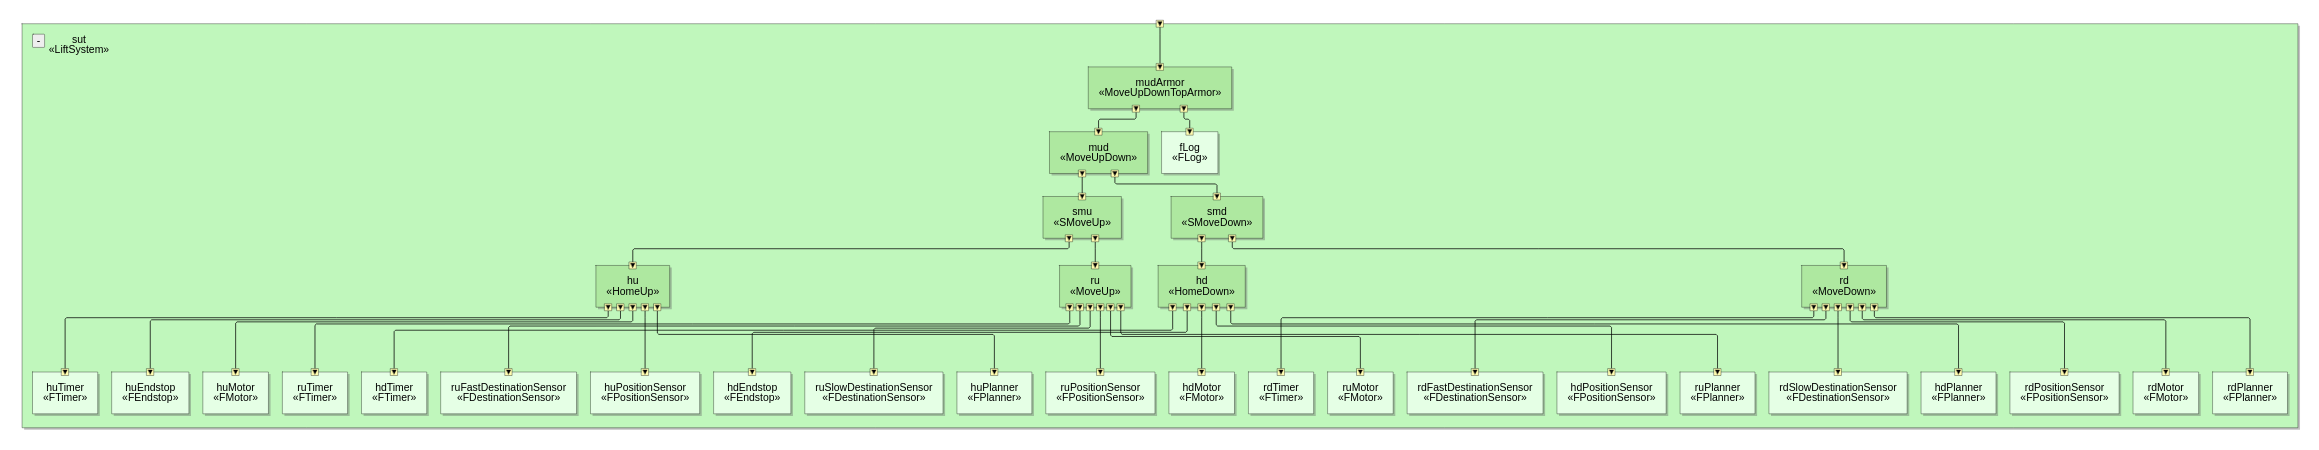 -
sut
«LiftSystem»
mudArmor
«MoveUpDownTopArmor»
mud
«MoveUpDown»
fLog
«FLog»
smu
«SMoveUp»
smd
«SMoveDown»
hu
«HomeUp»
ru
«MoveUp»
hd
«HomeDown»
rd
«MoveDown»
huTimer
«FTimer»
huEndstop
«FEndstop»
huMotor
«FMotor»
ruTimer
«FTimer»
hdTimer
«FTimer»
ruFastDestinationSensor
«FDestinationSensor»
huPositionSensor
«FPositionSensor»
hdEndstop
«FEndstop»
ruSlowDestinationSensor
«FDestinationSensor»
huPlanner
«FPlanner»
ruPositionSensor
«FPositionSensor»
hdMotor
«FMotor»
rdTimer
«FTimer»
ruMotor
«FMotor»
rdFastDestinationSensor
«FDestinationSensor»
hdPositionSensor
«FPositionSensor»
ruPlanner
«FPlanner»
rdSlowDestinationSensor
«FDestinationSensor»
hdPlanner
«FPlanner»
rdPositionSensor
«FPositionSensor»
rdMotor
«FMotor»
rdPlanner
«FPlanner»